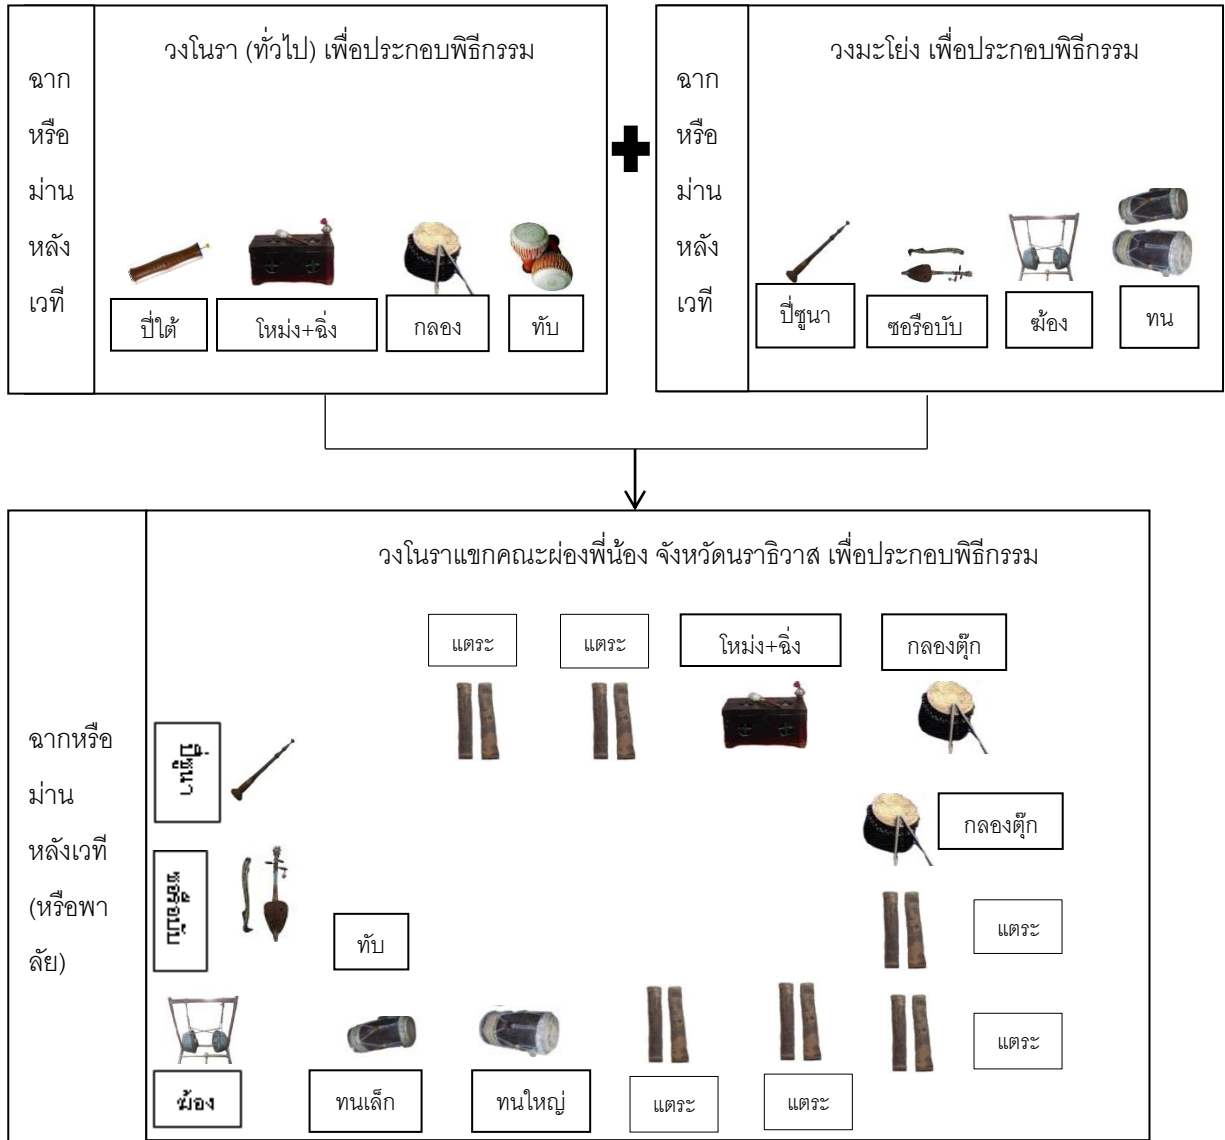 วงโนรา (ทั่วไป) เพื่อประกอบพิธีกรรม
ฉาก
หรือ
ม่าน
หลัง
เวที
ปี่ใต้
โหม่ง+ฉิ่ง
กลอง
ทับ
วงมะโย่ง เพื่อประกอบพิธีกรรม
ฉาก
หรือ
ม่าน
หลัง
เวที
ปี่ซูนา
ซอรือบับ
ฆ้อง
ทน
วงโนราแขกคณะผ่องพี่น้อง จังหวัดนราธิวาส เพื่อประกอบพิธีกรรม
ฉากหรือ
ม่าน
หลังเวที
(หรือพา
ลัย)
แตระ
แตระ
โหม่ง+ฉิ่ง
กลองตุ๊ก
ปี่ซูนา
กลองตุ๊ก
ซอรือบับ
ทับ
แตระ
แตระ
ฆ้อง
ทนเล็ก
ทนใหญ่
แตระ
แตระ